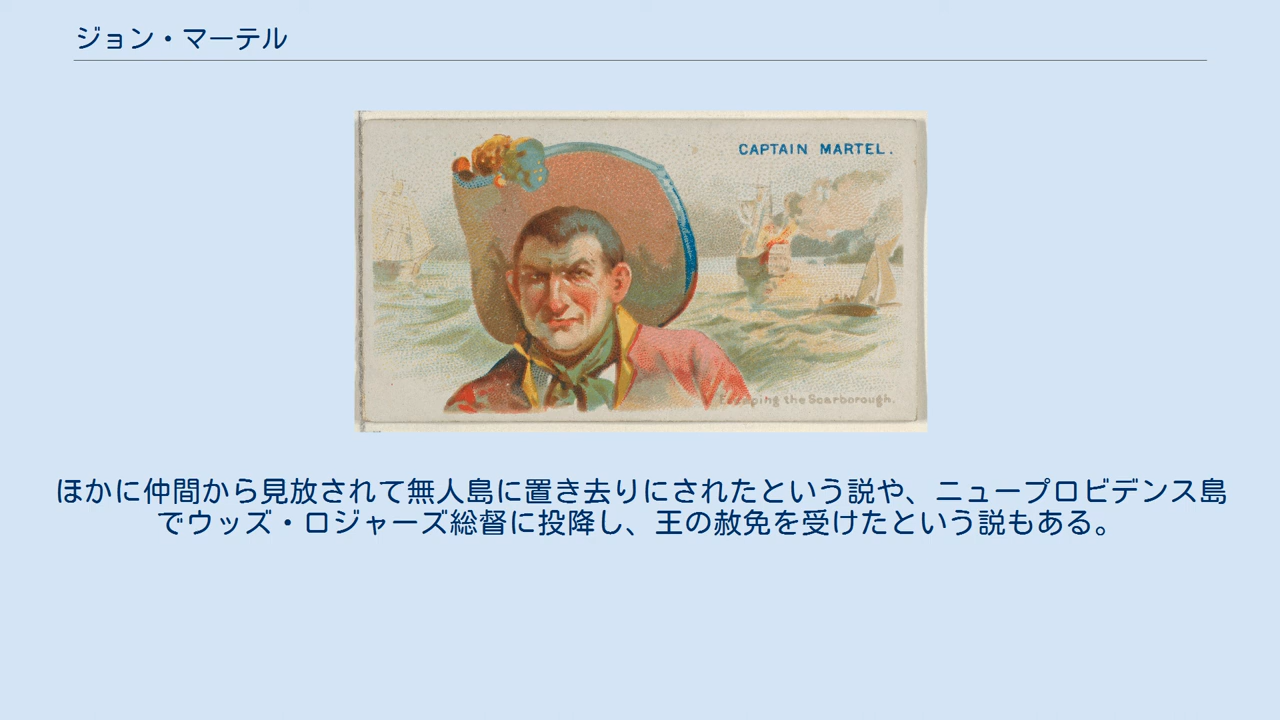 ジョン・マーテル
CAPTAIN MARTEL.
Escaping the Scarborough.
ほかに仲間から見放されて無人島に置き去りにされたという説や、ニュープロビデンス島
でウッズ・ロジャーズ総督に投降し、王の赦免を受けたという説もある。